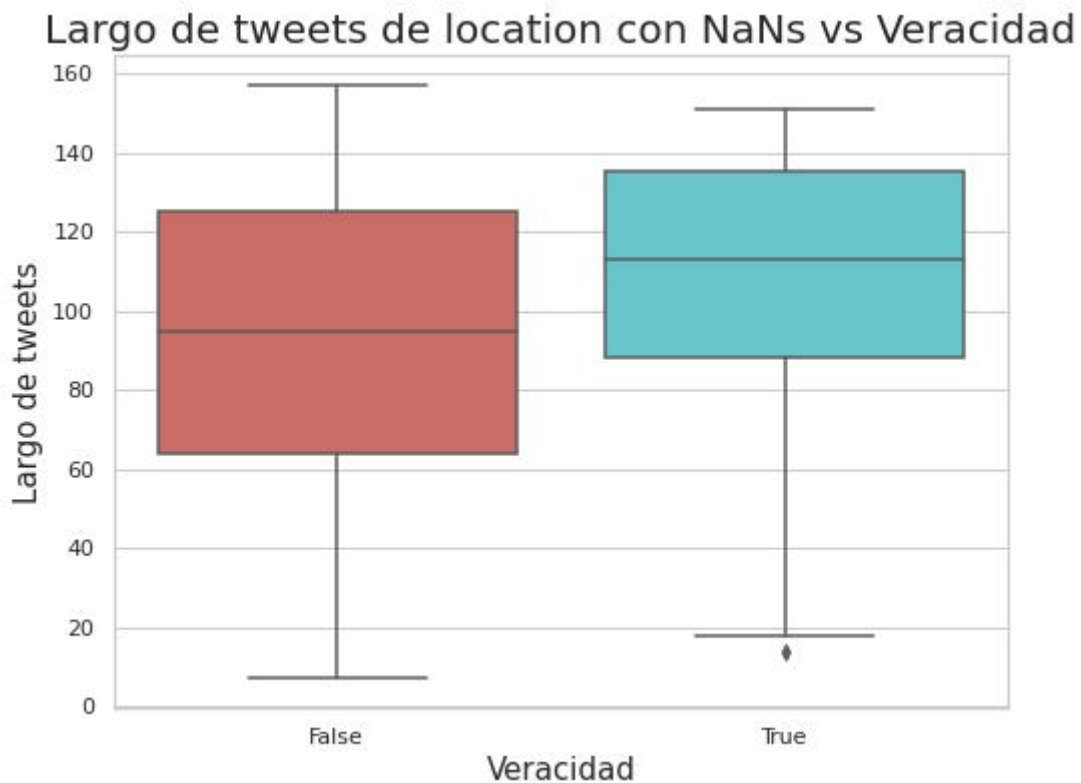 Largo de tweets de location con NaNs vs Veracidad
160
140
120
100
80
60
40
20
0
Largo de tweets
False
True
Veracidad